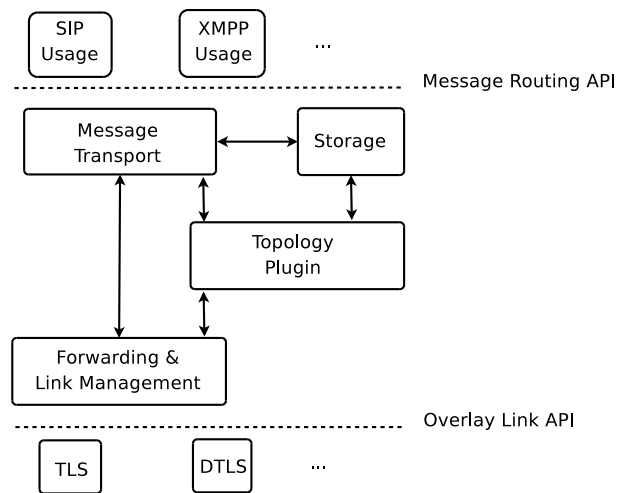 SIP
Usage
XMPP
Usage
...
Message Routing API
Message
Transport
Storage
Topology
Plugin
Forwarding &
Link Management
Overlay Link API
TLS
DTLS
...